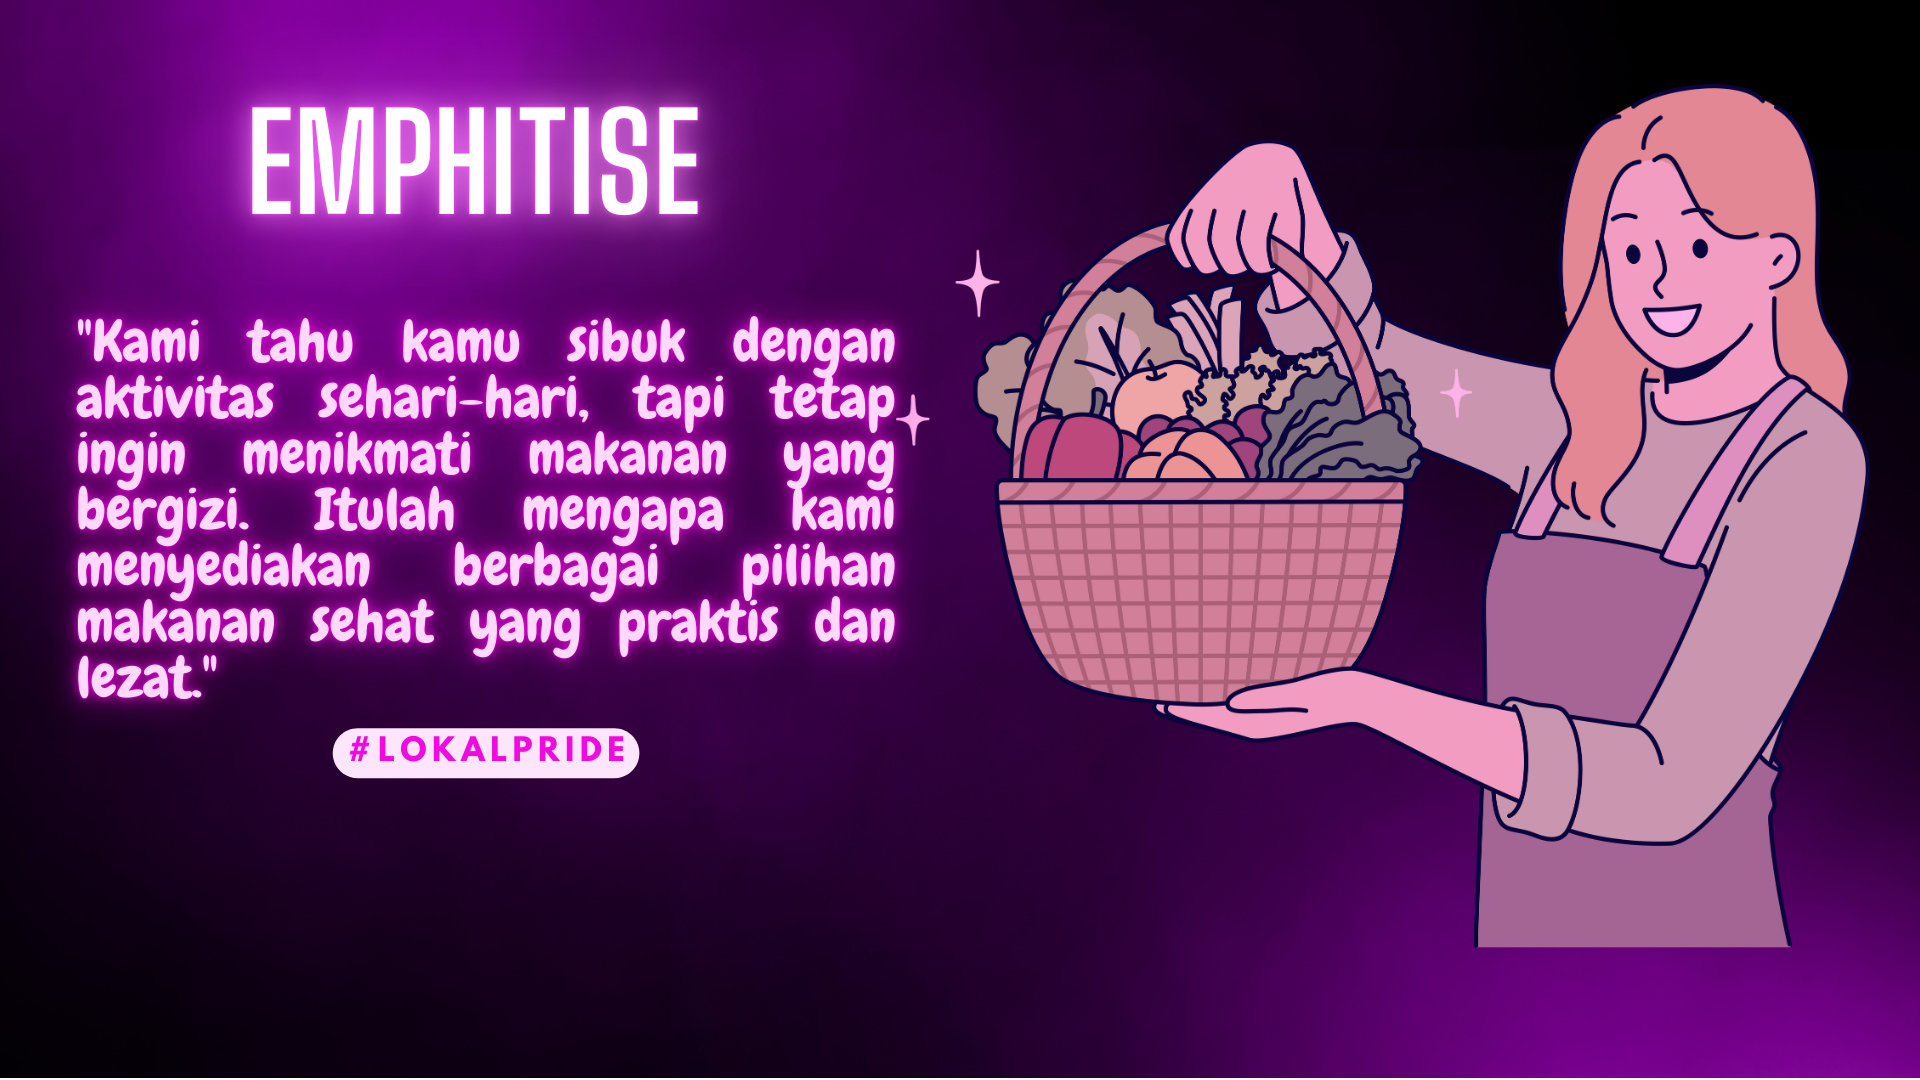 EMPHITISE
"Kami tahu kamu sibuk dengan
aktivitas sehari-hari, tapi tetap
ingin menikmati makanan yang
bergizi. Itulah mengapa kami
menyediakan berbagai pilihan
makanan sehat yang praktis dan
lezat."
#LOKALPRIDE